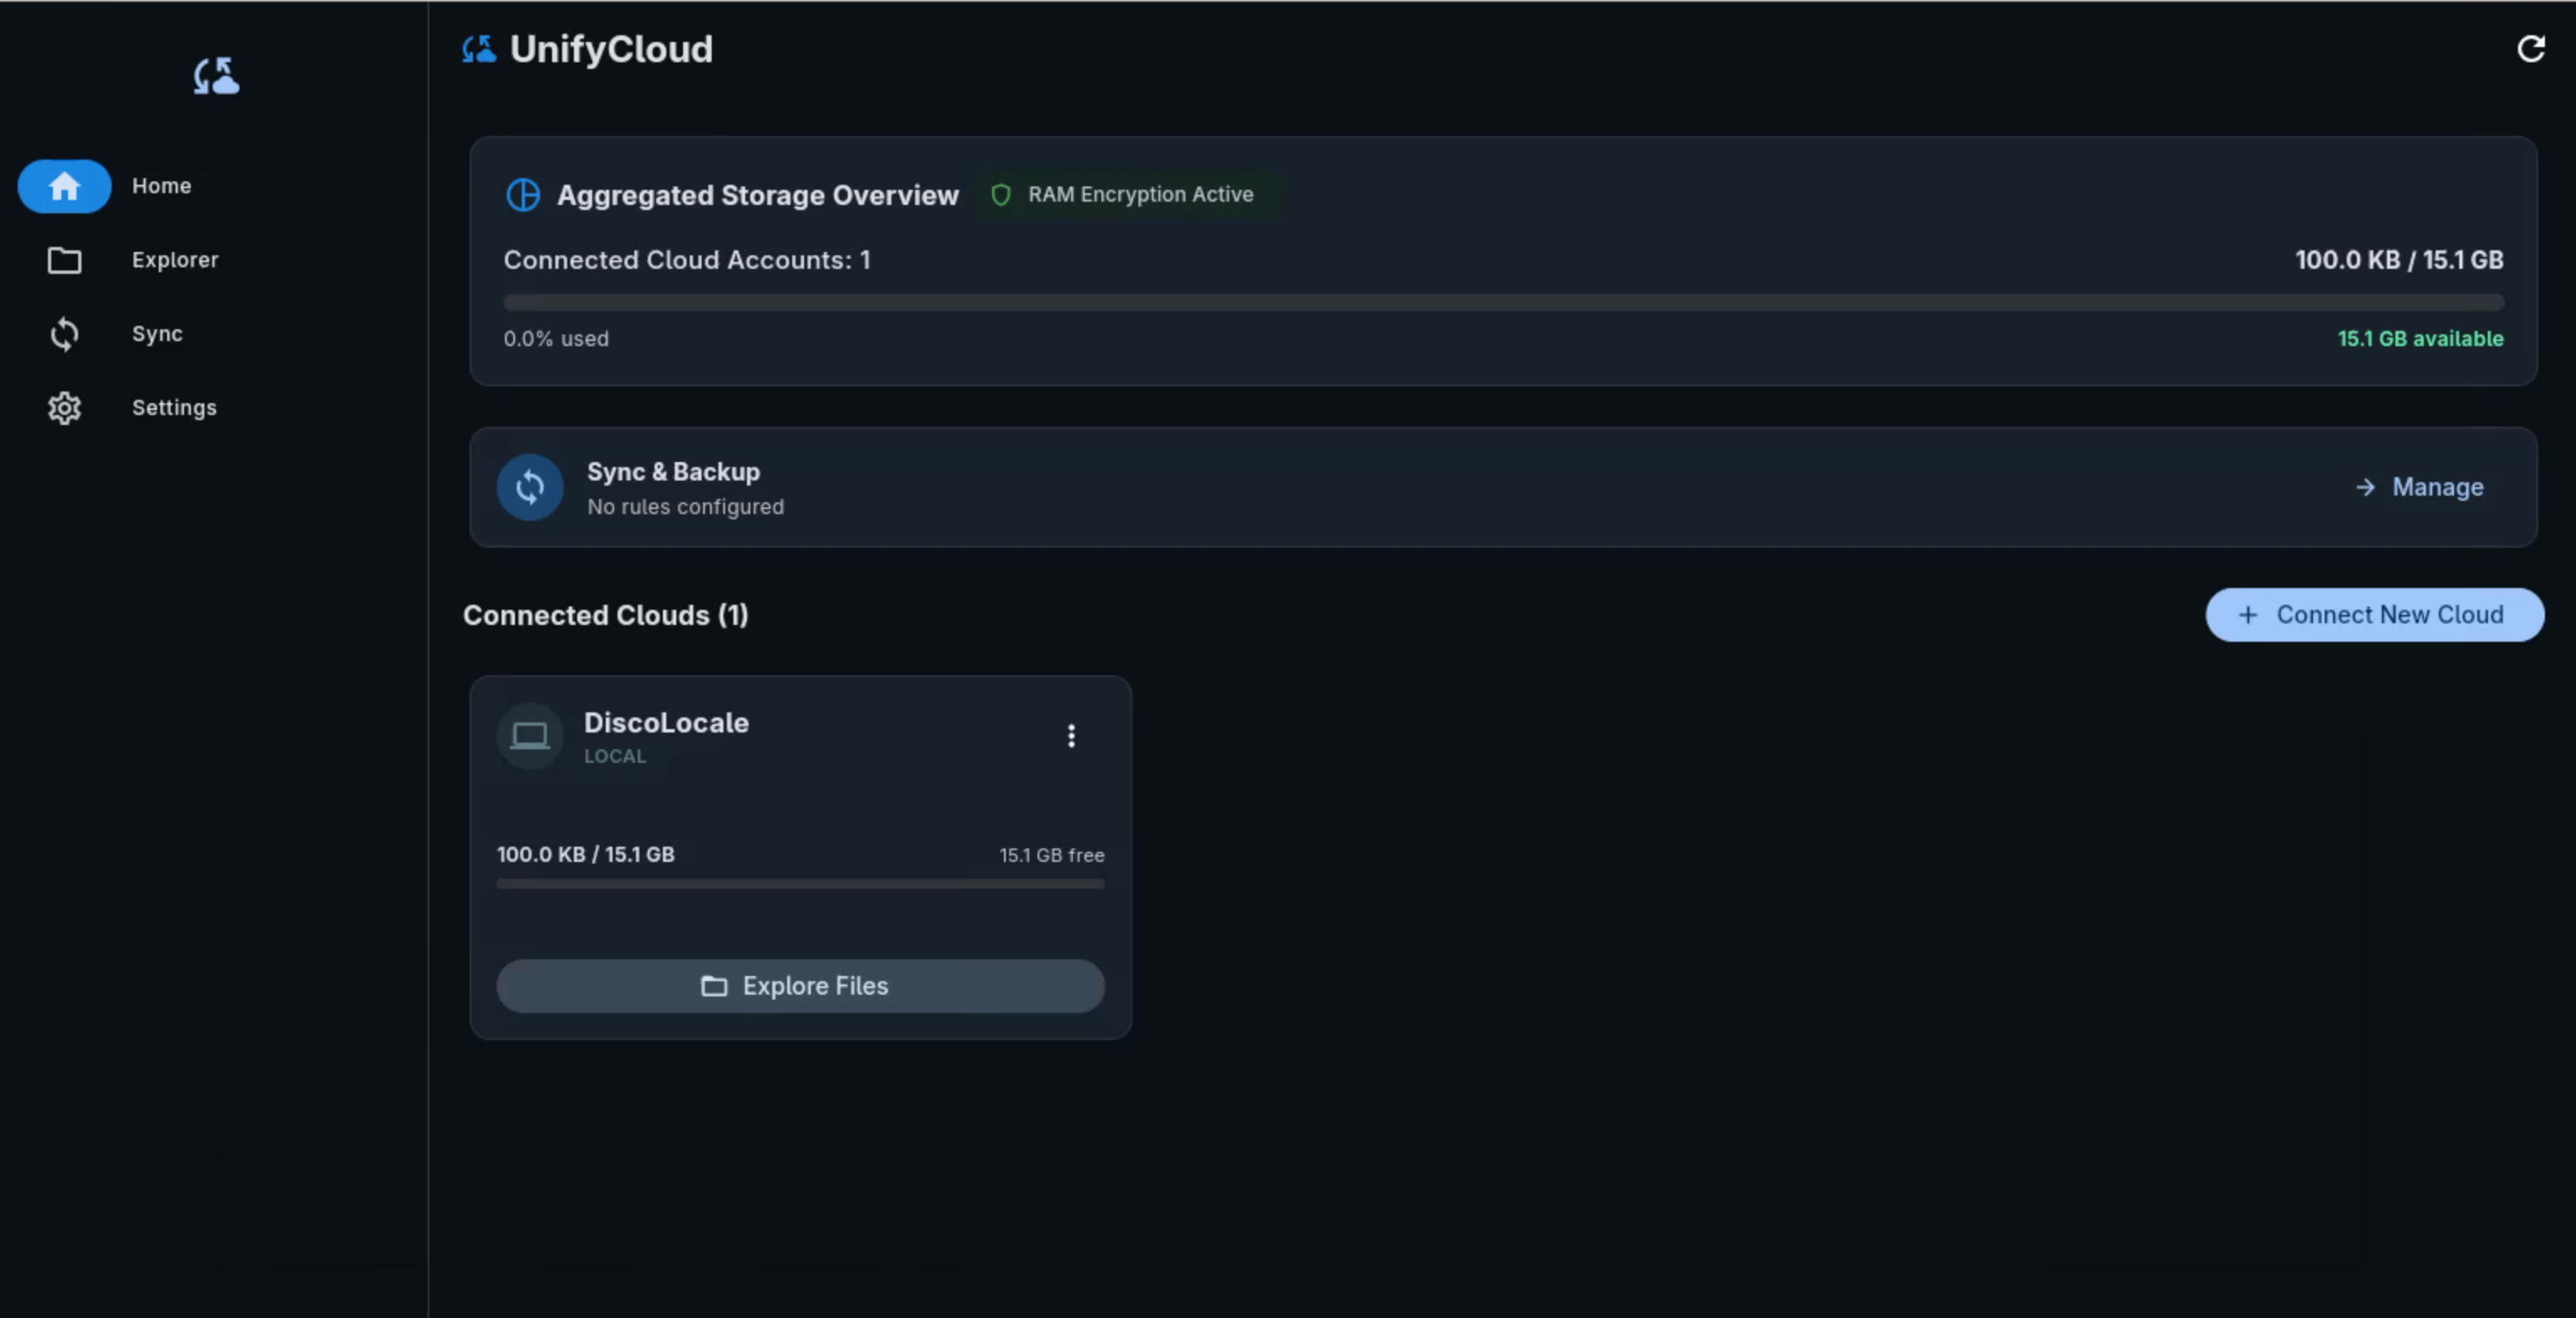 UnifyCloud
Home
Explorer
Sync
Settings
Aggregated Storage Overview
RAM Encryption Active
Connected Cloud Accounts: 1
100.0 KB / 15.1 GB
0.0% used
15.1 GB available
Sync & Backup
No rules configured
Manage
Connected Clouds (1)
Connect New Cloud
DiscoLocale
LOCAL
100.0 KB / 15.1 GB
15.1 GB free
Explore Files